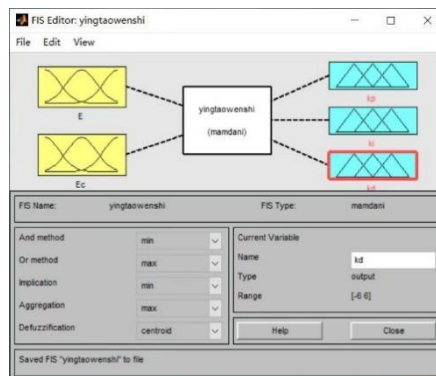 FIS Editor: yingtaowenshi
File Edit View
E
Ec
yingtaowenshi
(mamdani)
kp
ki
kd
FIS Name: yingtaowenshi FIS Type: mamdani
And method min
Or method max
Implication min
Aggregation max
Defuzzification centroid
Current Variable
Name kd
Type output
Range [-6 6]
Help Close
Saved FIS "yingtaowenshi" to file